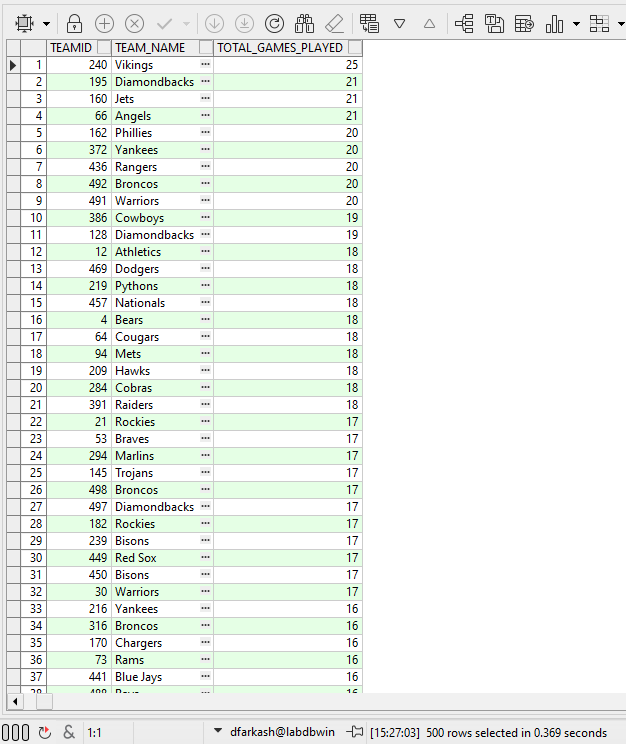 TEAMID TEAM_NAME TOTAL_GAMES_PLAYED
1 240 Vikings ... 25
2 195 Diamondbacks ... 21
3 160 Jets ... 21
4 66 Angels ... 21
5 162 Phillies ... 20
6 372 Yankees ... 20
7 436 Rangers ... 20
8 492 Broncos ... 20
9 491 Warriors ... 20
10 386 Cowboys ... 19
11 128 Diamondbacks ... 19
12 12 Athletics ... 18
13 469 Dodgers ... 18
14 219 Pythons ... 18
15 457 Nationals ... 18
16 4 Bears ... 18
17 64 Cougars ... 18
18 94 Mets ... 18
19 209 Hawks ... 18
20 284 Cobras ... 18
21 391 Raiders ... 18
22 21 Rockies ... 17
23 53 Braves ... 17
24 294 Marlins ... 17
25 145 Trojans ... 17
26 498 Broncos ... 17
27 497 Diamondbacks ... 17
28 182 Rockies ... 17
29 239 Bisons ... 17
30 449 Red Sox ... 17
31 450 Bisons ... 17
32 30 Warriors ... 17
33 216 Yankees ... 16
34 316 Broncos ... 16
35 170 Chargers ... 16
36 73 Rams ... 16
37 441 Blue Jays ... 16
38 488 Rays ... 16
& 1:1 dfarkash@labdbwin [15:27:03] 500 rows selected in 0.369 seconds